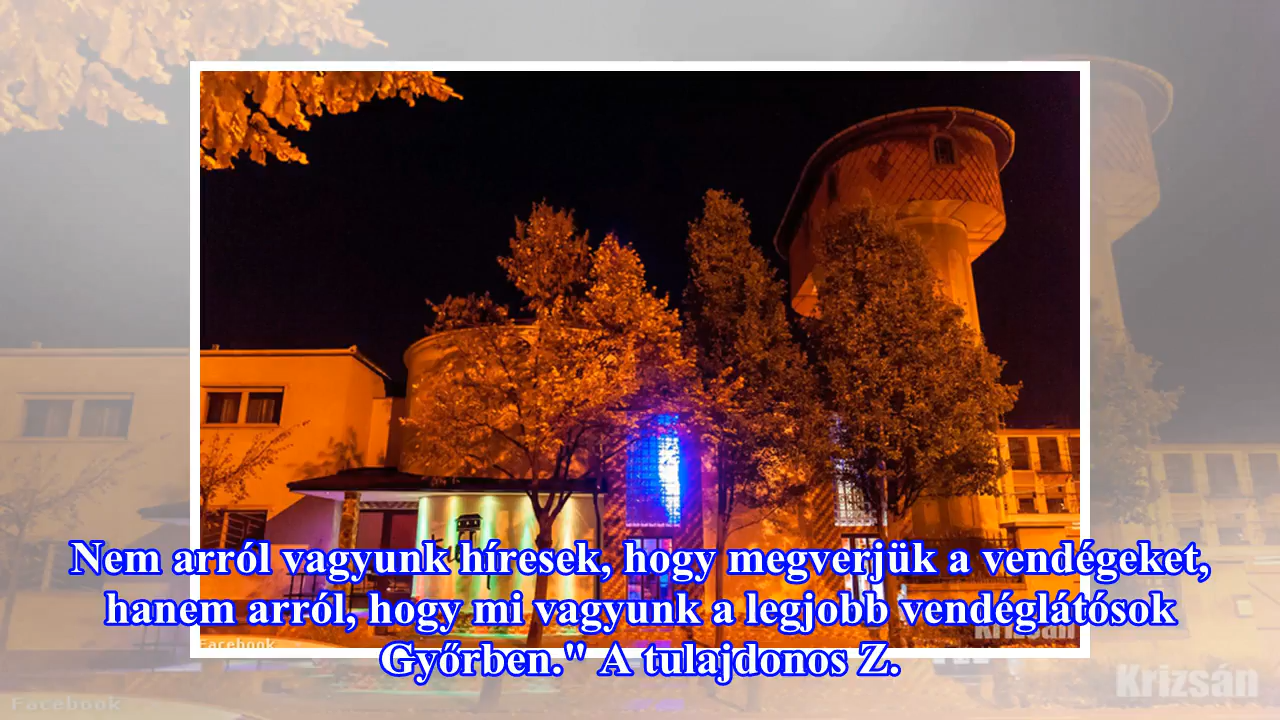 Nem arról vagyunk híresek, hogy megverjük a vendégeket,
hanem arról, hogy mi vagyunk a legjobb vendéglátósok
Facebook
Krizsán
Győrben." A tulajdonos Z.
Krizsán
Facebook